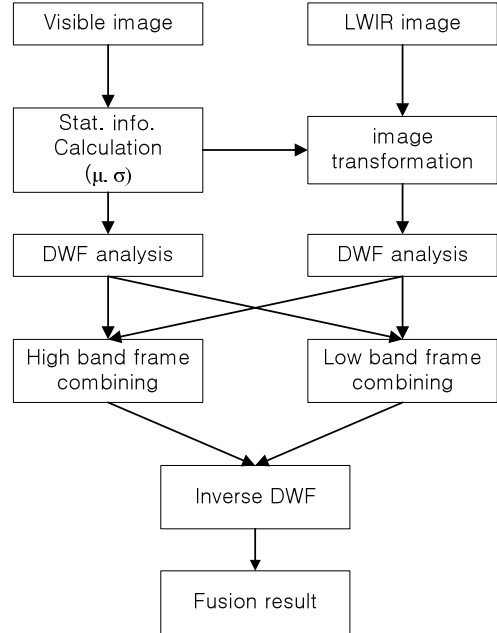 Visible image
LWIR image
Stat. info.
Calculation
(μ. σ)
image
transformation
DWF analysis
DWF analysis
High band frame
combining
Low band frame
combining
Inverse DWF
Fusion result